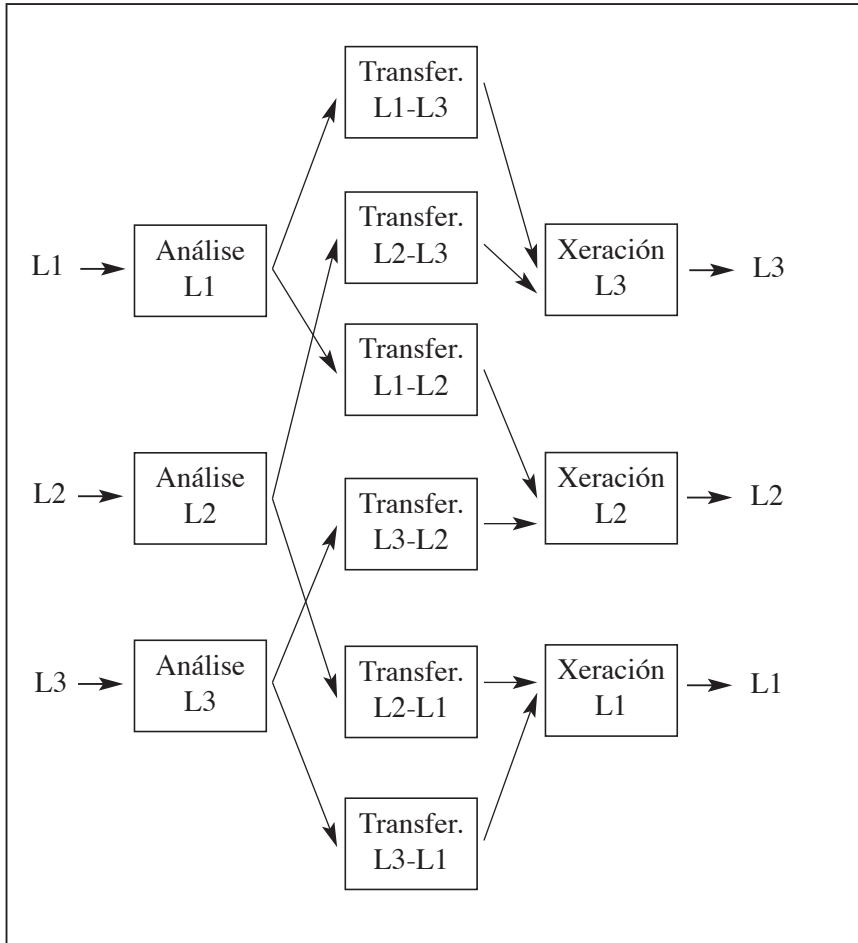 Transfer.
L1-L3
Transfer.
L2-L3
L1
Análise
L1
Xeración
L3
L3
Transfer.
L1-L2
L2
Análise
L2
Transfer.
L3-L2
Xeración
L2
L2
L3
Análise
L3
Transfer.
L2-L1
Xeración
L1
L1
Transfer.
L3-L1